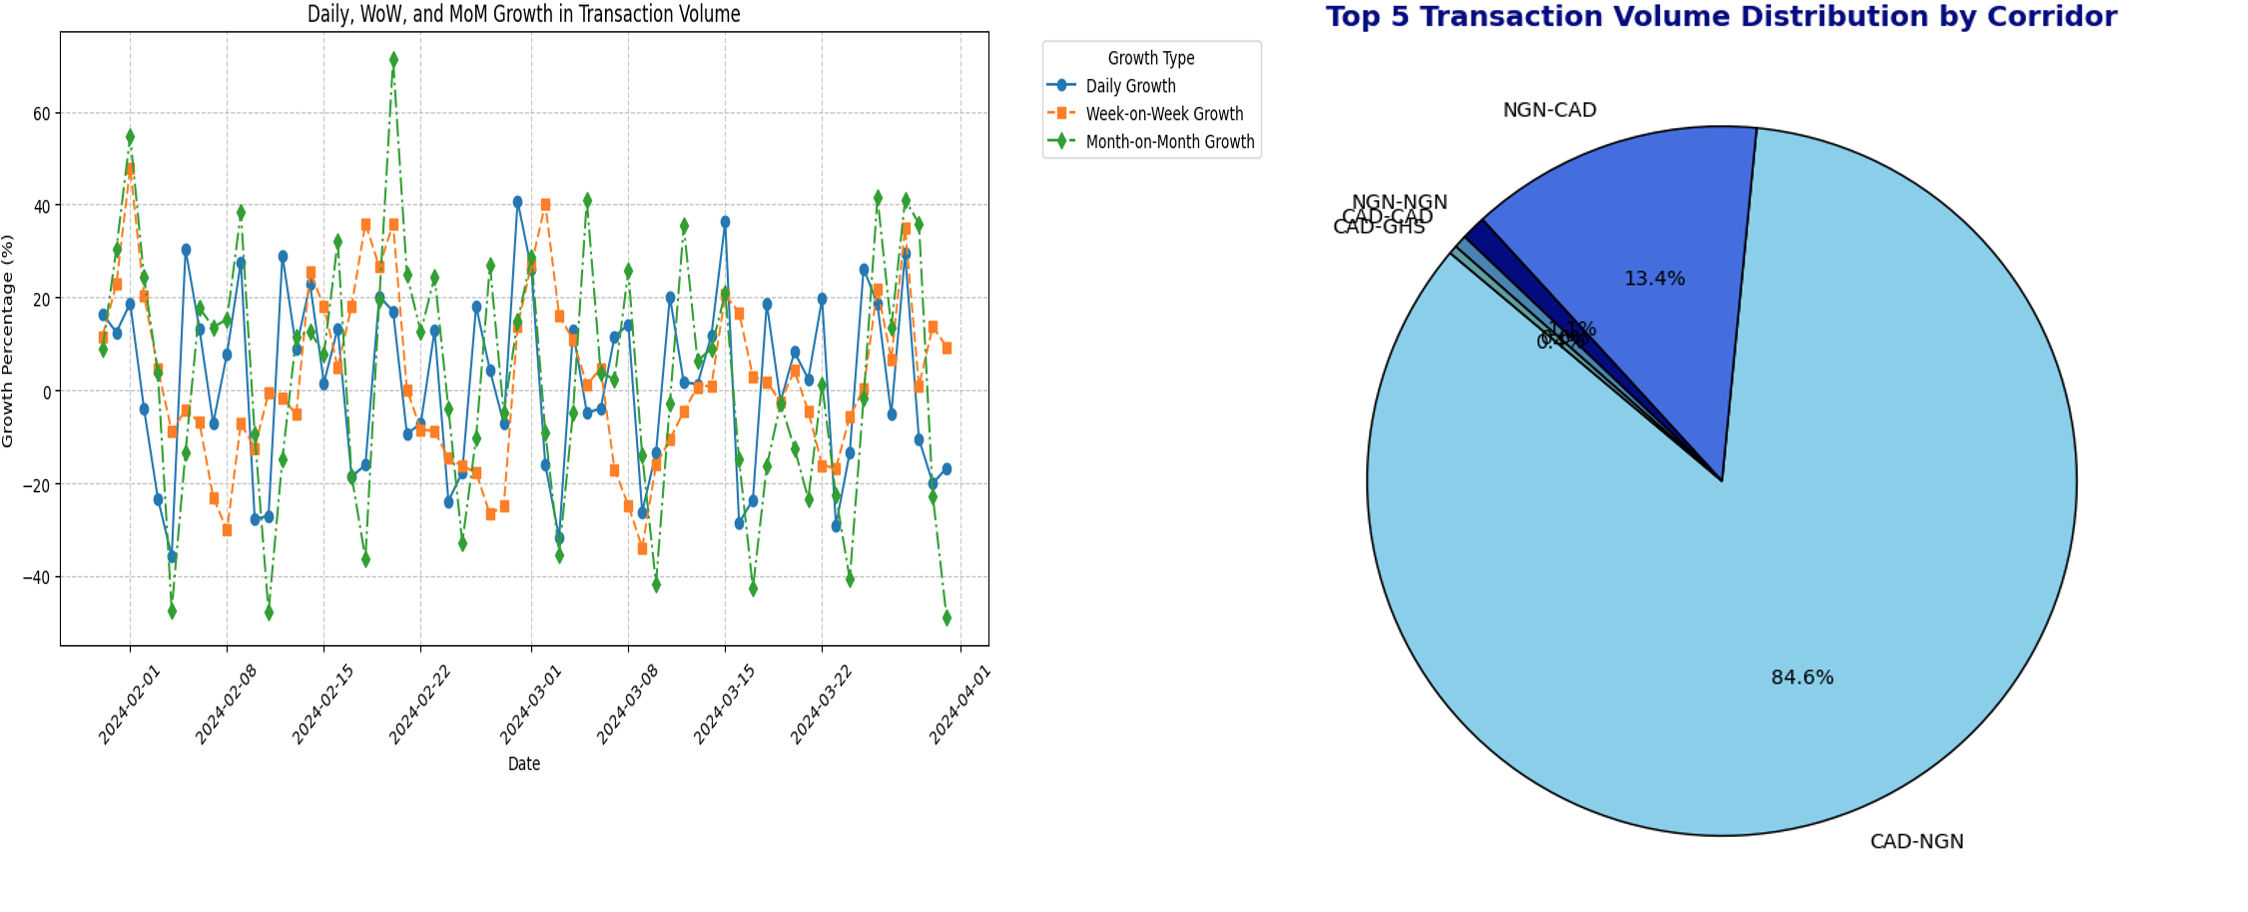 Daily, WoW, and MoM Growth in Transaction Volume
Growth Percentage (%)
60
40
20
0
−20
−40
2024-02-01
2024-02-08
2024-02-15
2024-02-22
2024-03-01
2024-03-08
2024-03-15
2024-03-22
2024-04-01
Date
Growth Type
Daily Growth
Week-on-Week Growth
Month-on-Month Growth
Top 5 Transaction Volume Distribution by Corridor
NGN-CAD
NGN-NGN
CAD-CAD
CAD-GHS
13.4%
1.1%
0.4%
84.6%
CAD-NGN